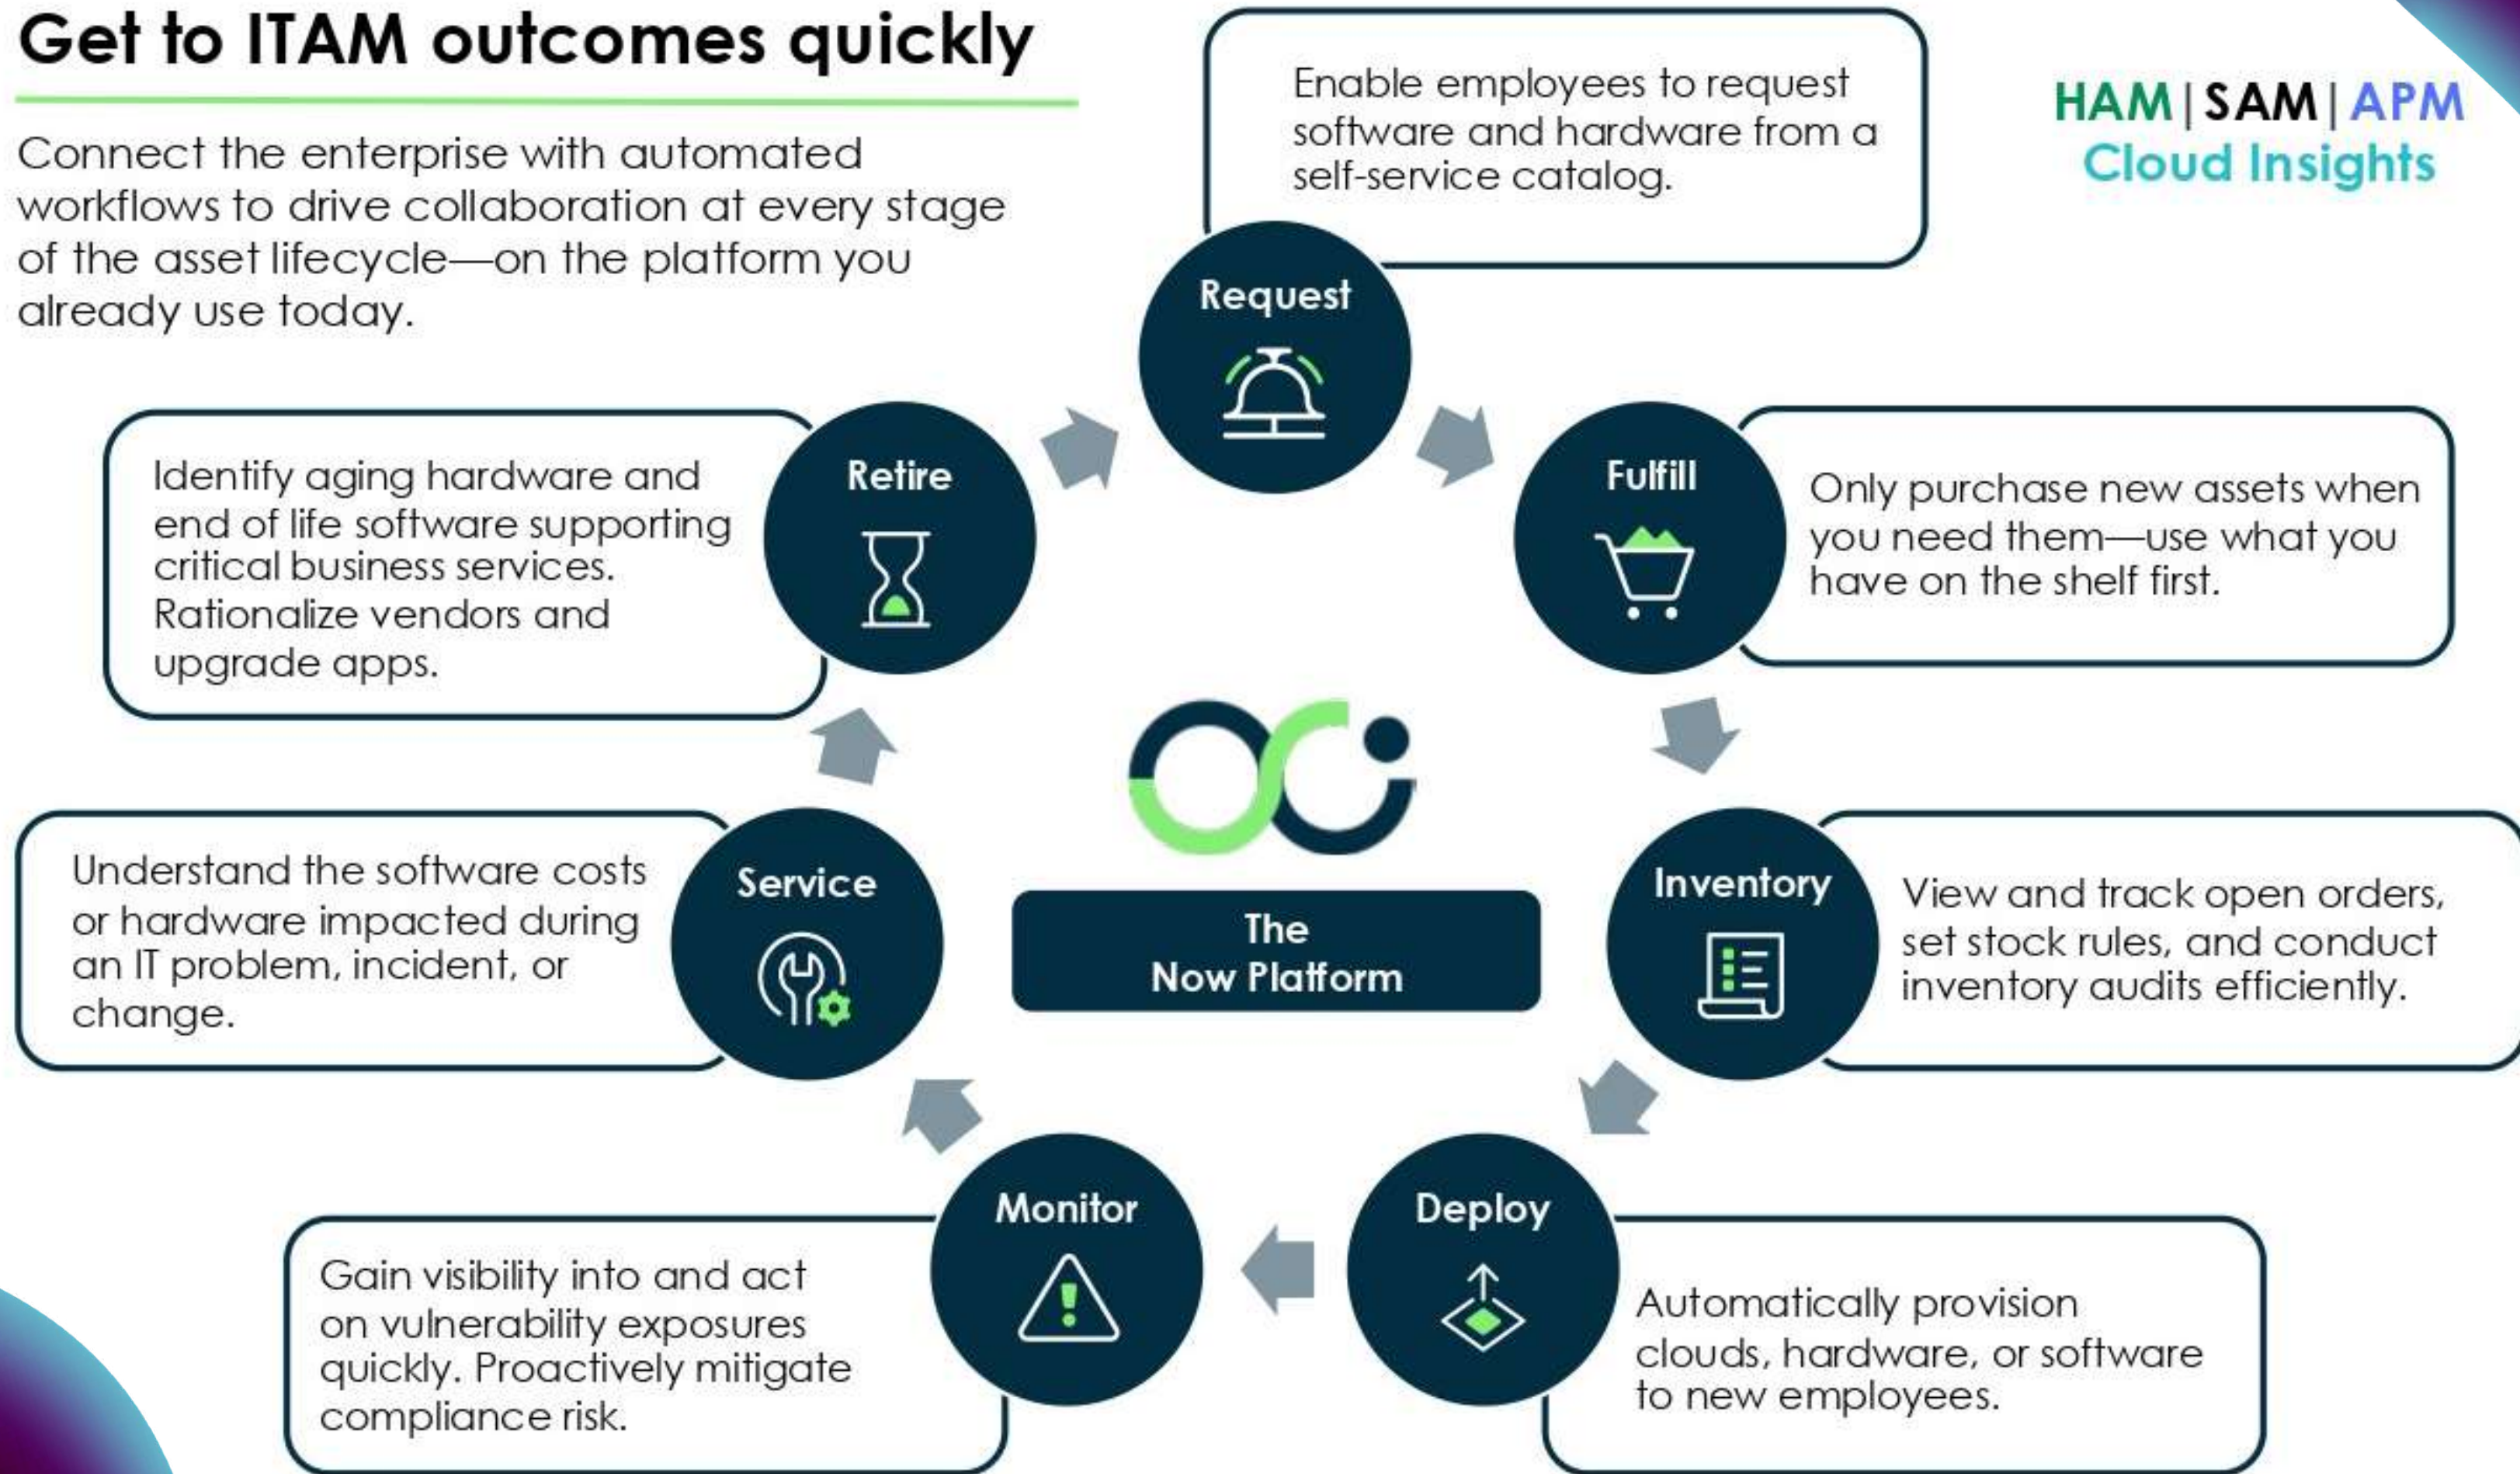 Get to ITAM outcomes quickly
Connect the enterprise with automated
workflows to drive collaboration at every stage
of the asset lifecycle—on the platform you
already use today.
HAM|SAM|APM
Cloud Insights
Enable employees to request
software and hardware from a
self-service catalog.
Request
Fulfill
Only purchase new assets when
you need them—use what you
have on the shelf first.
Inventory
View and track open orders,
set stock rules, and conduct
inventory audits efficiently.
Deploy
Automatically provision
clouds, hardware, or software
to new employees.
Monitor
Gain visibility into and act
on vulnerability exposures
quickly. Proactively mitigate
compliance risk.
Service
Understand the software costs
or hardware impacted during
an IT problem, incident, or
change.
Retire
Identify aging hardware and
end of life software supporting
critical business services.
Rationalize vendors and
upgrade apps.
The
Now Platform